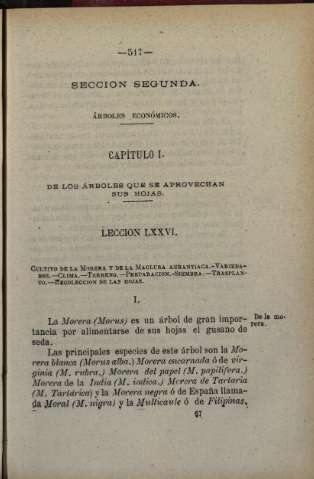 —517—
SECCION SEGUNDA.
ÁRBOLES ECONÓMICOS.
CAPÍTULO I.
DE LOS ÁRBOLES QUE SE APROVECHAN
SUS HOJAS.
LECCION LXXVI.
CULTIVO DE LA MORERA Y DE LA MACLURA AURANTIACA.—VARIEDA-
DES.—CLIMA.—TERRENO.—PREPARACION.—SIEMBRA.—TRASPLAN-
TO.—RECOLECCION DE LAS HOJAS.
I.
La Morera (Morus) es un árbol de gran impor-
De la mo-
rera.
tancia por alimentarse de sus hojas el gusano de
seda.
Las principales especies de este árbol son la Mo-
rera blanca (Morus alba.) Morera encarnada ó de vir-
ginia (M. rubra.) Morera del papel (M. papilifera.)
Morera de la India (M. indica.) Morera de Tartaria
(M. Tartárica) y la Morera negra ó de España llama-
da Moral (M. nigra) y la Multicaule ó de Filipinas,
67